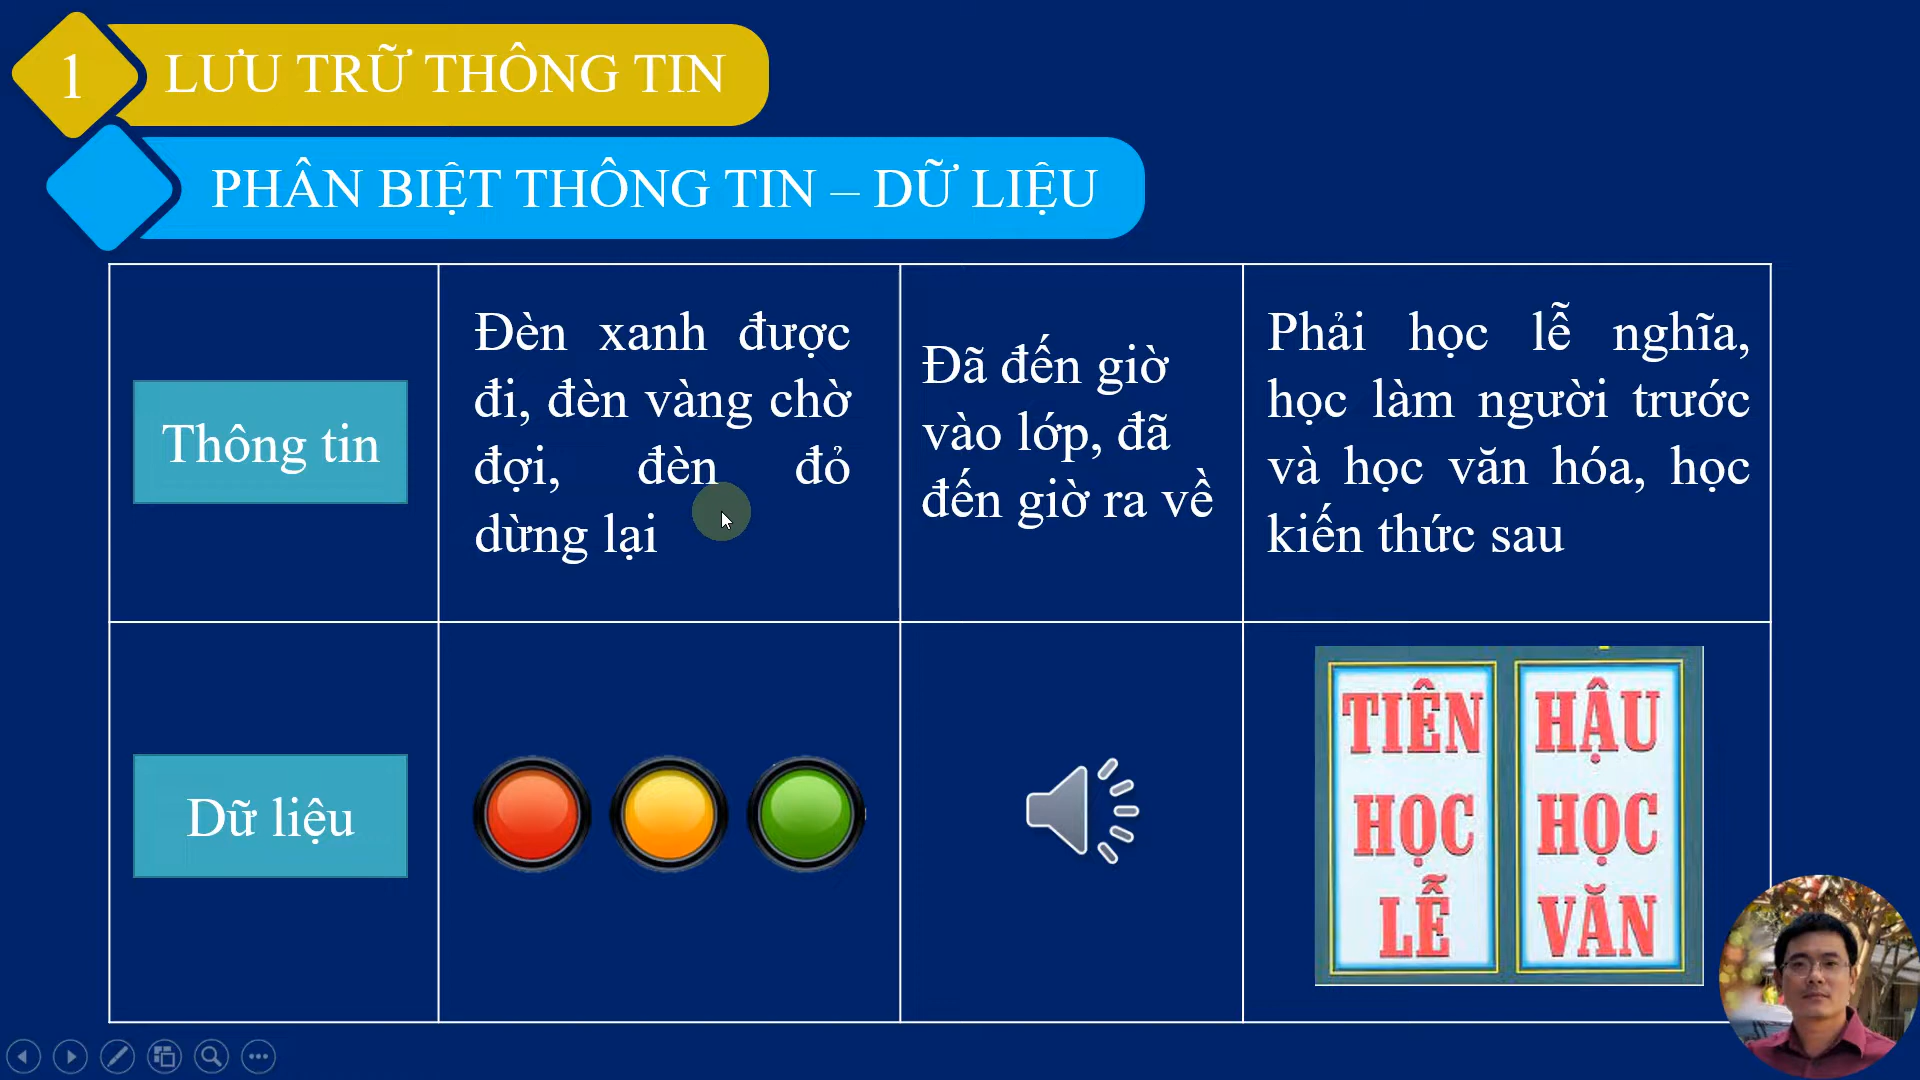 1
LƯU TRỮ THÔNG TIN
PHÂN BIỆT THÔNG TIN – DỮ LIỆU
Thông tin
Đèn xanh được
đi, đèn vàng chờ
đợi, đèn đỏ
dừng lại
Đã đến giờ
vào lớp, đã
đến giờ ra về
Phải học lễ nghĩa,
học làm người trước
và học văn hóa, học
kiến thức sau
Dữ liệu
TIÊN
HỌC
LỄ
HẬU
HỌC
VĂN